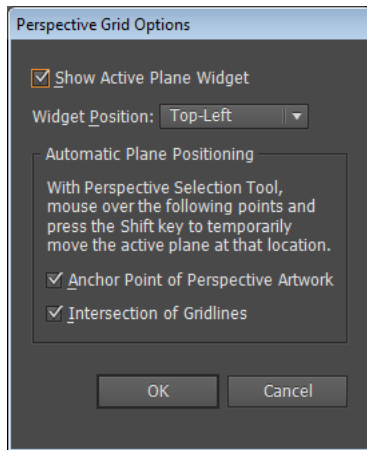 Perspective Grid Options
Show Active Plane Widget
Widget Position: Top-Left
Automatic Plane Positioning
With Perspective Selection Tool,
mouse over the following points and
press the Shift key to temporarily
move the active plane at that location.
Anchor Point of Perspective Artwork
Intersection of Gridlines
OK Cancel